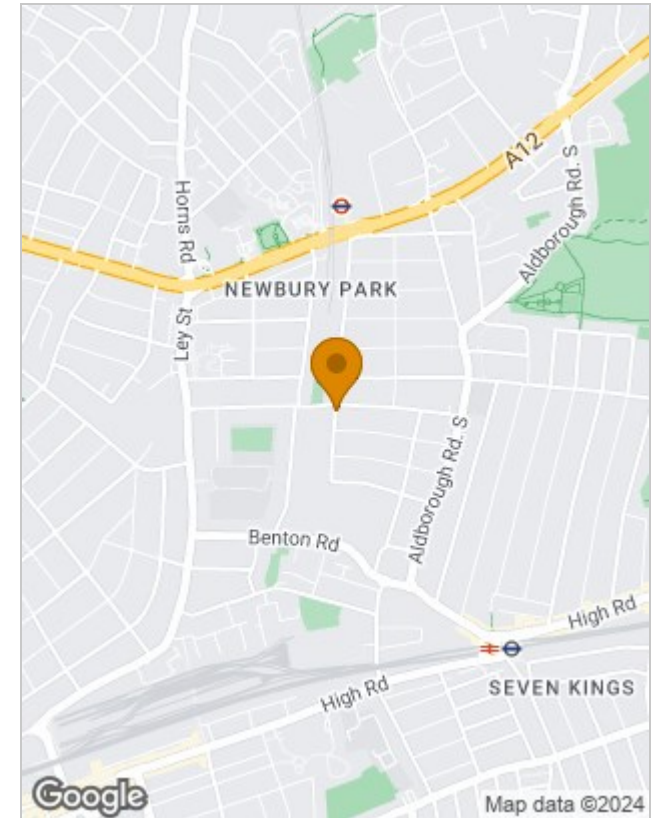 A12
Aldborough Rd. S
Horns Rd
NEWBURY PARK
Ley St
Aldborough Rd. S
Benton Rd
High Rd
SEVEN KINGS
High Rd
Google
Map data ©2024